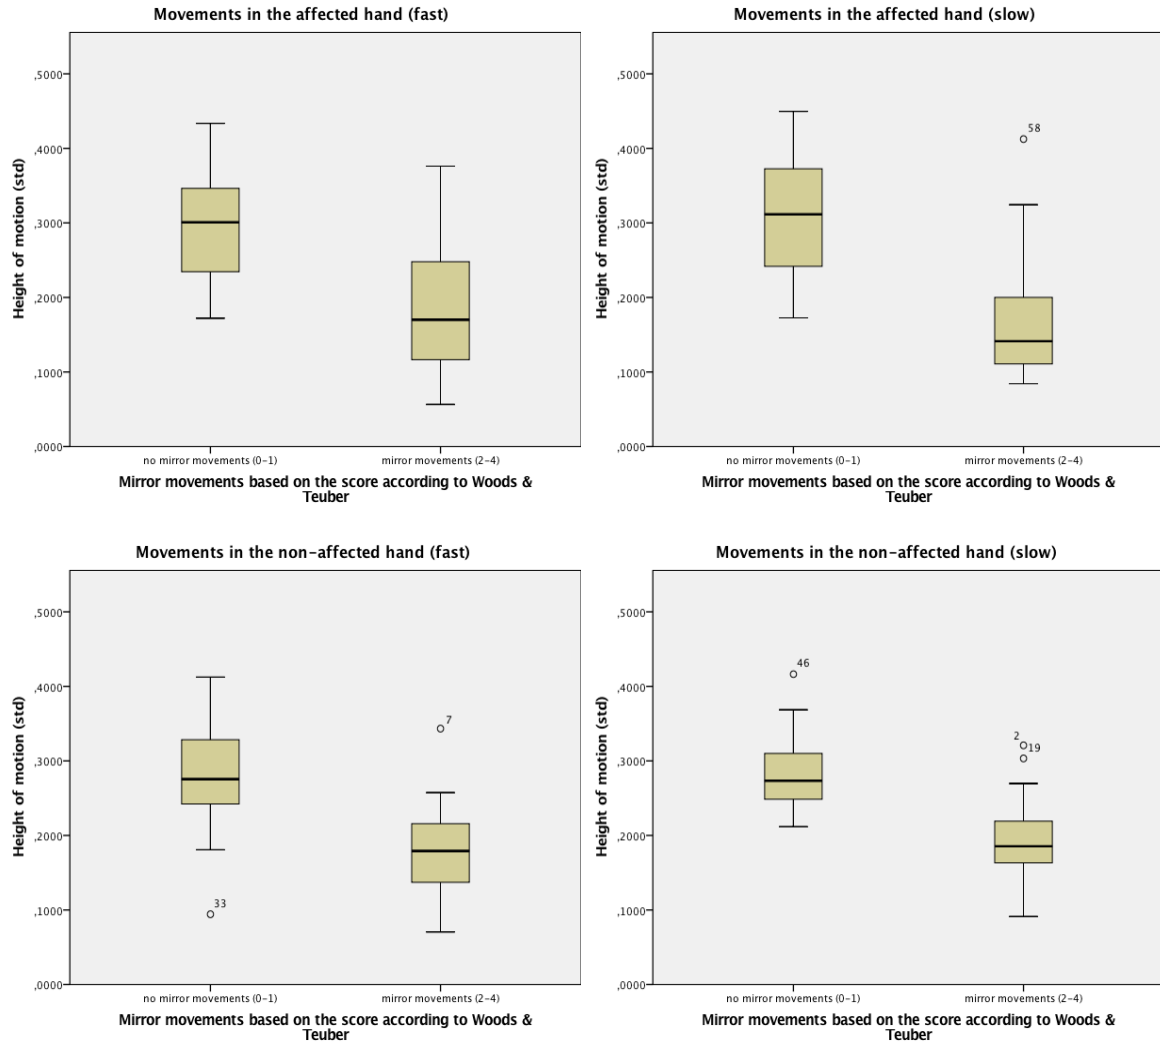 Movements in the affected hand (fast)
Height of motion (std)
,5000
,4000
,3000
,2000
,1000
,0000
no mirror movements (0-1)
mirror movements (2-4)
Mirror movements based on the score according to Woods &
Teuber
Movements in the affected hand (slow)
Height of motion (std)
,5000
,4000
,3000
,2000
,1000
,0000
58
no mirror movements (0-1)
mirror movements (2-4)
Mirror movements based on the score according to Woods &
Teuber
Movements in the non-affected hand (fast)
Height of motion (std)
,5000
,4000
,3000
,2000
,1000
,0000
7
33
no mirror movements (0-1)
mirror movements (2-4)
Mirror movements based on the score according to Woods &
Teuber
Movements in the non-affected hand (slow)
Height of motion (std)
,5000
,4000
,3000
,2000
,1000
,0000
46
2
19
no mirror movements (0-1)
mirror movements (2-4)
Mirror movements based on the score according to Woods &
Teuber